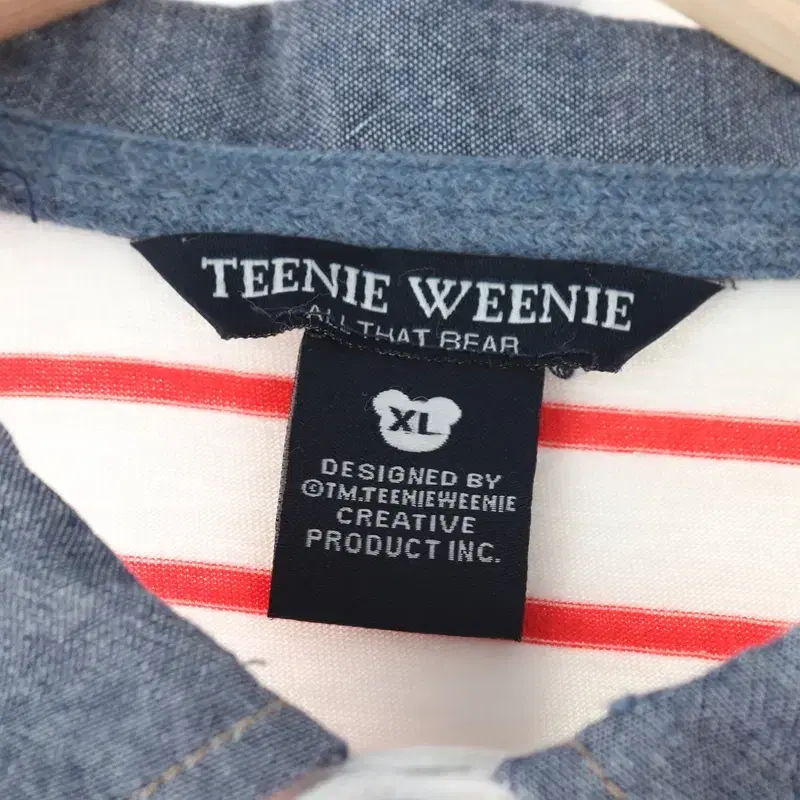 TEENIE WEENIE
ALL THAT BEAR
XL
DESIGNED BY
©TM.TEENIEWEENIE
CREATIVE
PRODUCT INC.